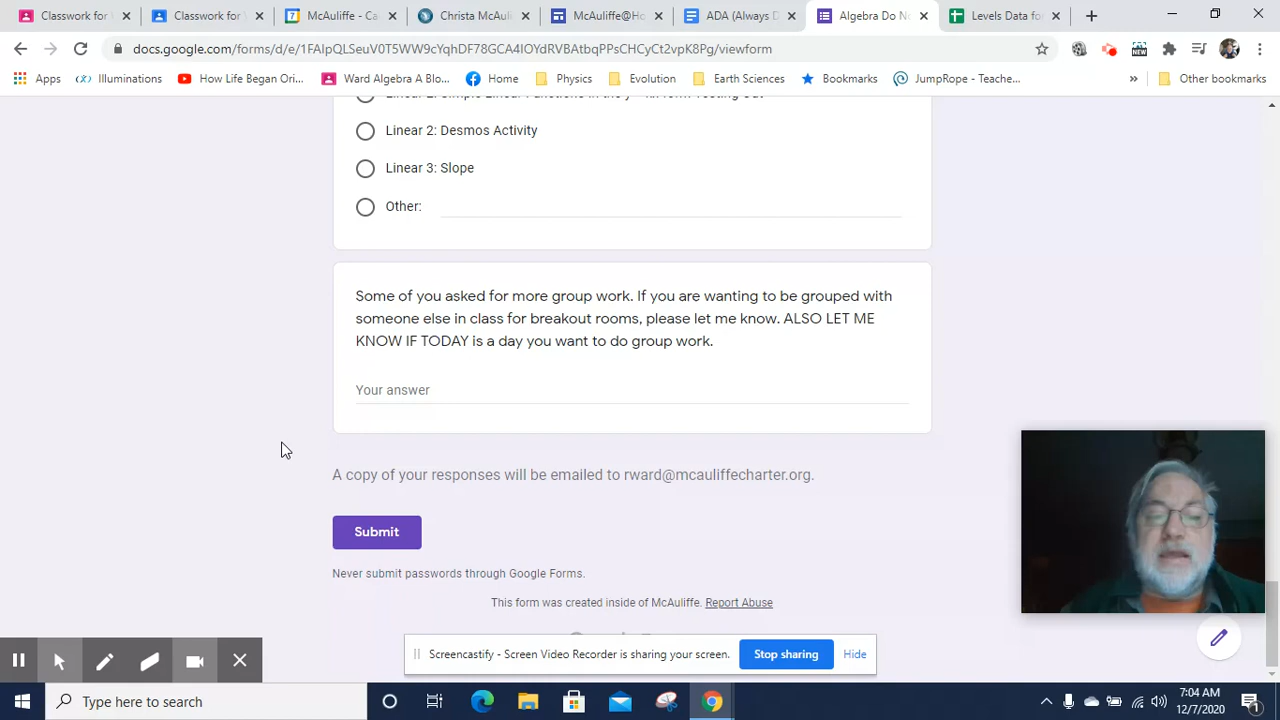 Classwork for
Classwork for
McAuliffe - Ca
Christa McAuli
McAuliffe@Ho
ADA (Always D
Algebra Do No
Levels Data for
docs.google.com/forms/d/e/1FAIpQLSeuV0T5WW9cYqhDF78GCA4IOYdRVBAtbqPPsCHCyCt2vpK8Pg/viewform
Apps
Illuminations
How Life Began Ori...
Ward Algebra A Blo...
Home
Physics
Evolution
Earth Sciences
Bookmarks
JumpRope - Teache...
»
Other bookmarks
Linear 2: Desmos Activity
Linear 3: Slope
Other:
Some of you asked for more group work. If you are wanting to be grouped with
someone else in class for breakout rooms, please let me know. ALSO LET ME
KNOW IF TODAY is a day you want to do group work.
Your answer
A copy of your responses will be emailed to rward@mcauliffecharter.org.
Submit
Never submit passwords through Google Forms.
This form was created inside of McAuliffe. Report Abuse
Screencastify - Screen Video Recorder is sharing your screen.
Stop sharing
Hide
Type here to search
7:04 AM
12/7/2020